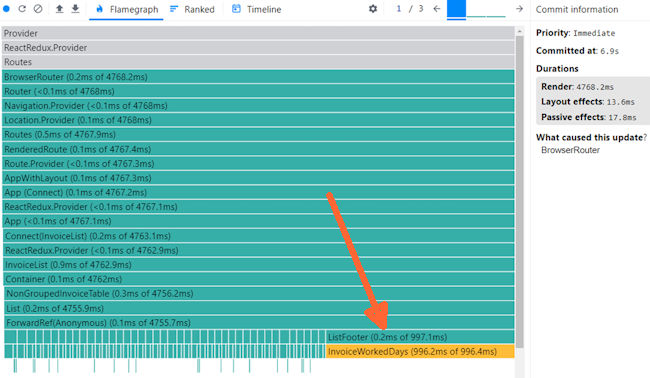 Flamegraph Ranked Timeline 1 / 3
Commit information
Priority: Immediate
Committed at: 6.9s
Durations
Render: 4768.2ms
Layout effects: 13.6ms
Passive effects: 17.8ms
What caused this update?
BrowserRouter
Provider
ReactRedux.Provider
Routes
BrowserRouter (0.2ms of 4768.2ms)
Router (<0.1ms of 4768ms)
Navigation.Provider (<0.1ms of 4768ms)
Location.Provider (0.1ms of 4768ms)
Routes (0.5ms of 4767.9ms)
RenderedRoute (0.1ms of 4767.4ms)
Route.Provider (<0.1ms of 4767.3ms)
AppWithLayout (0.1ms of 4767.3ms)
App (Connect) (0.1ms of 4767.2ms)
ReactRedux.Provider (<0.1ms of 4767.1ms)
App (<0.1ms of 4767.1ms)
Connect(InvoiceList) (0.2ms of 4763.1ms)
ReactRedux.Provider (<0.1ms of 4762.9ms)
InvoiceList (0.9ms of 4762.9ms)
Container (0.1ms of 4762ms)
NonGroupedInvoiceTable (0.3ms of 4756.2ms)
List (0.2ms of 4755.9ms)
ForwardRef(Anonymous) (0.1ms of 4755.7ms)
ListFooter (0.2ms of 997.1ms)
InvoiceWorkedDays (996.2ms of 996.4ms)